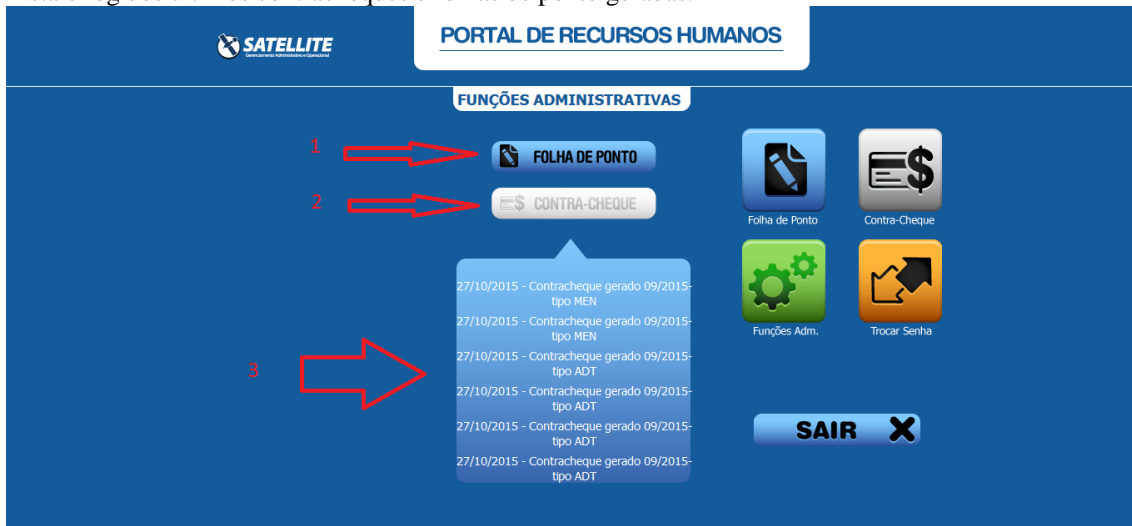 SATELLITE
Gerenciamento Administrativo e Operacional
PORTAL DE RECURSOS HUMANOS
FUNÇÕES ADMINISTRATIVAS
1
FOLHA DE PONTO
2
CONTRA-CHEQUE
3
27/10/2015 - Contracheque gerado 09/2015-
tipo MEN
27/10/2015 - Contracheque gerado 09/2015-
tipo MEN
27/10/2015 - Contracheque gerado 09/2015-
tipo ADT
27/10/2015 - Contracheque gerado 09/2015-
tipo ADT
27/10/2015 - Contracheque gerado 09/2015-
tipo ADT
27/10/2015 - Contracheque gerado 09/2015-
tipo ADT
Folha de Ponto
Contra-Cheque
Funções Adm.
Trocar Senha
SAIR